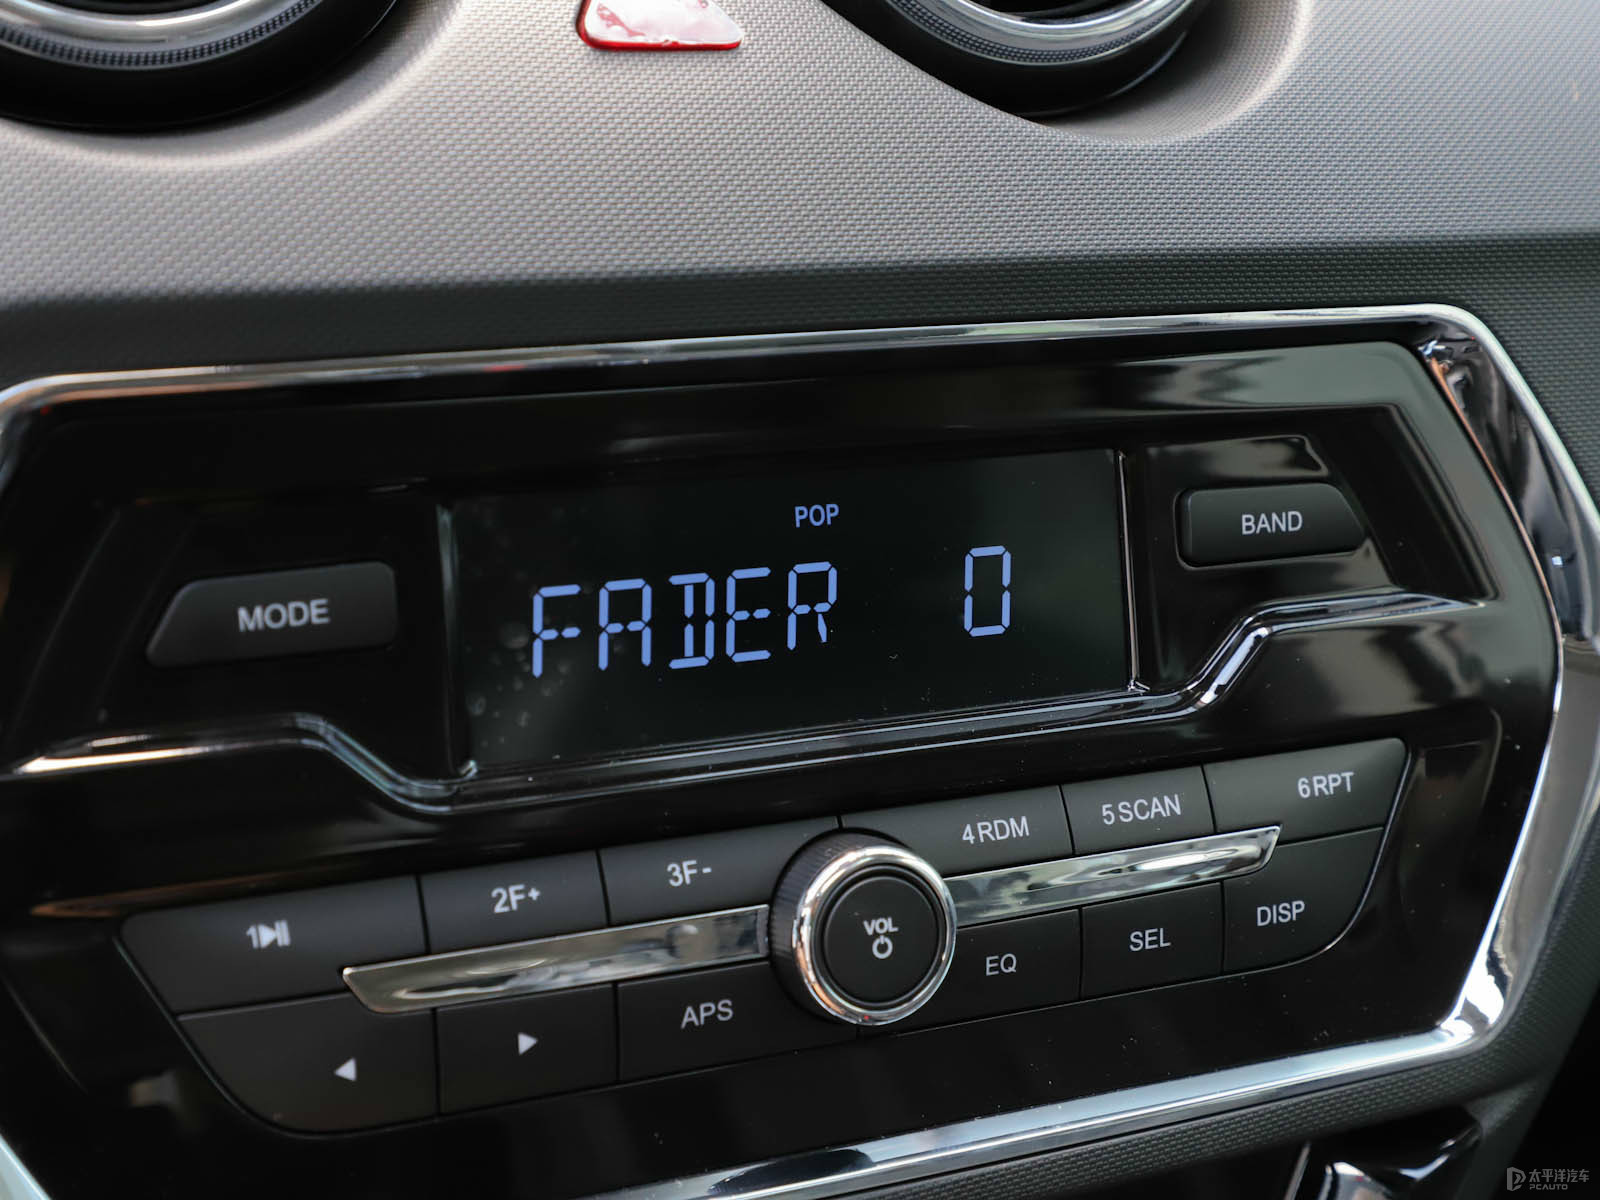 POP
FADER 0
MODE
BAND
1
2F+
3F-
4RDM
5SCAN
6RPT
VOL
APS
EQ
SEL
DISP
太平洋汽车
PCAUTO